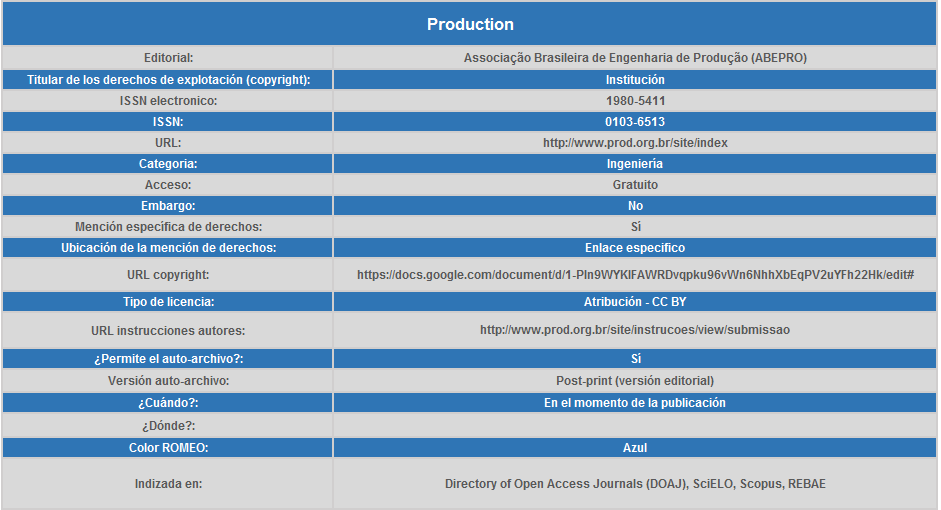 Production
Editorial: Associação Brasileira de Engenharia de Produção (ABEPRO)
Titular de los derechos de explotación (copyright): Institución
ISSN electronico: 1980-5411
ISSN: 0103-6513
URL: http://www.prod.org.br/site/index
Categoria: Ingeniería
Acceso: Gratuito
Embargo: No
Mención específica de derechos: Sí
Ubicación de la mención de derechos: Enlace especifico
URL copyright: https://docs.google.com/document/d/1-PIn9WYKlFAWRDvqpku96vWn6NhhXbEqPV2uYFh22Hk/edit#
Tipo de licencia: Atribución - CC BY
URL instrucciones autores: http://www.prod.org.br/site/instrucoes/view/submissao
¿Permite el auto-archivo?: Sí
Versión auto-archivo: Post-print (versión editorial)
¿Cuándo?: En el momento de la publicación
¿Dónde?:
Color ROMEO: Azul
Indizada en: Directory of Open Access Journals (DOAJ), SciELO, Scopus, REBAE